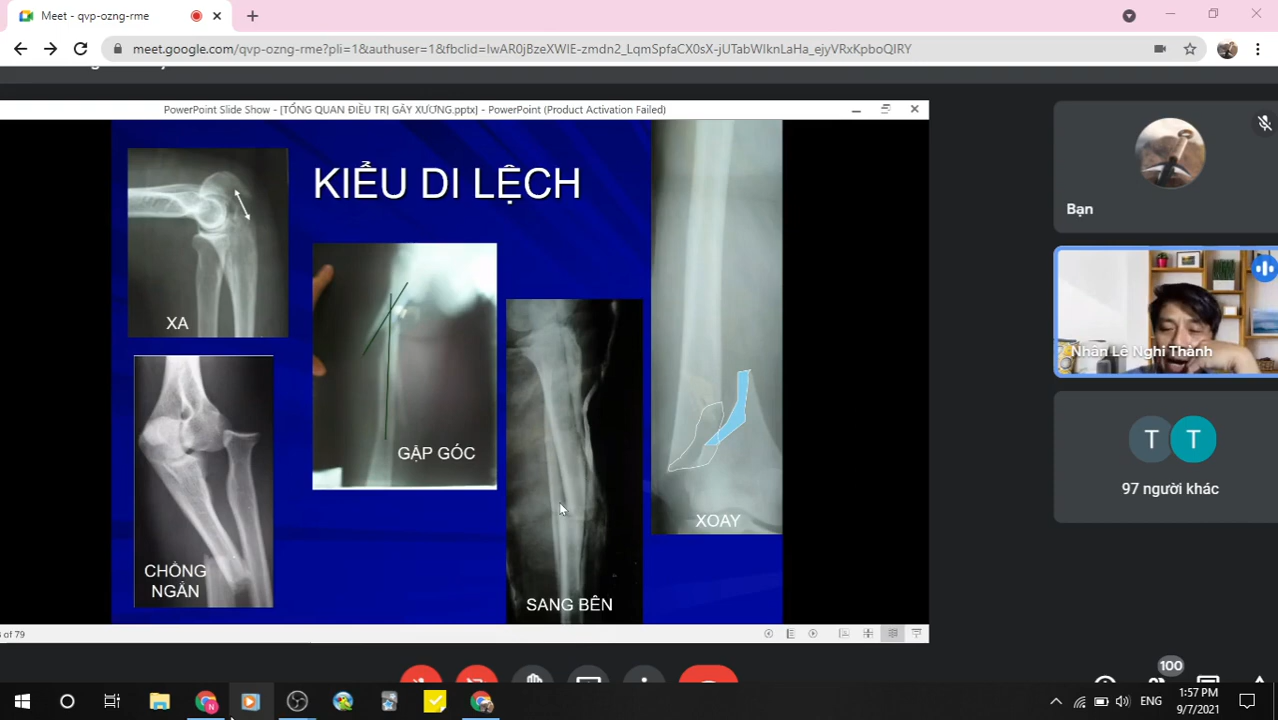 Meet - qvp-ozng-rme
meet.google.com/qvp-ozng-rme?pli=1&authuser=1&fbclid=IwAR0jBzeXWIE-zmdn2_LqmSpfaCX0sX-jUTabWlknLaHa_ejyVRxKpboQIRY
PowerPoint Slide Show - [TỔNG QUAN ĐIỀU TRỊ GÃY XƯƠNG.pptx] - PowerPoint (Product Activation Failed)
KIỂU DI LỆCH
XA
GẬP GÓC
CHỒNG
NGẮN
SANG BÊN
XOAY
of 79
Bạn
Nhân Lê Nghi Thành
T
T
97 người khác
100
N
ENG
1:57 PM
9/7/2021